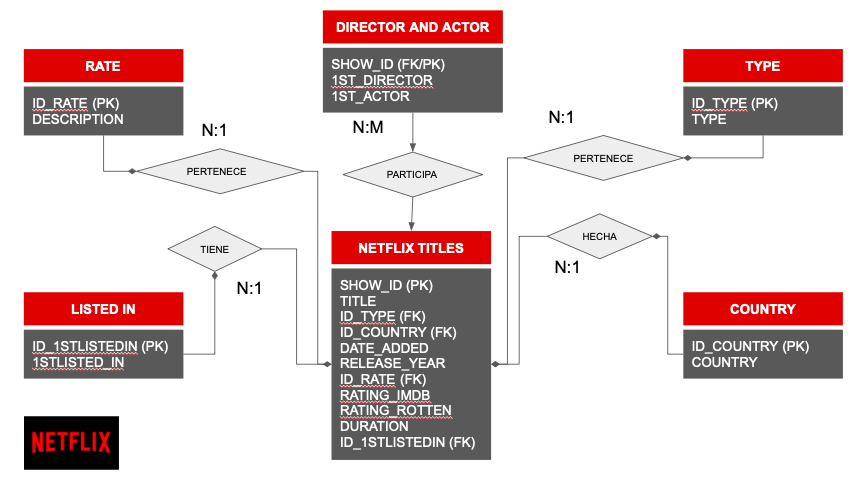 DIRECTOR AND ACTOR
SHOW_ID (FK/PK)
1ST_DIRECTOR
1ST_ACTOR
RATE
ID_RATE (PK)
DESCRIPTION
TYPE
ID_TYPE (PK)
TYPE
N:1
N:M
N:1
PERTENECE
PARTICIPA
PERTENECE
TIENE
N:1
HECHA
N:1
NETFLIX TITLES
SHOW_ID (PK)
TITLE
ID_TYPE (FK)
ID_COUNTRY (FK)
DATE_ADDED
RELEASE_YEAR
ID_RATE (FK)
RATING_IMDB
RATING_ROTTEN
DURATION
ID_1STLISTEDIN (FK)
LISTED IN
ID_1STLISTEDIN (PK)
1STLISTED_IN
COUNTRY
ID_COUNTRY (PK)
COUNTRY
NETFLIX